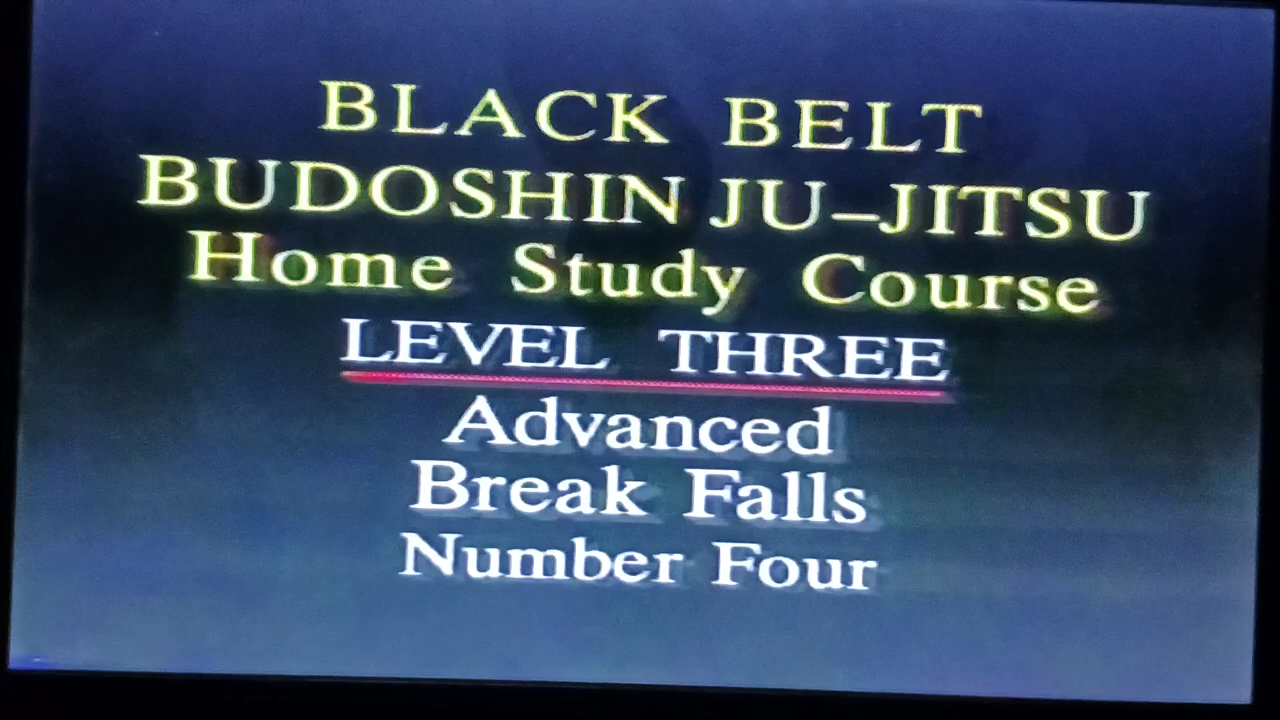 BLACK BELT
BUDOSHIN JU-JITSU
Home Study Course
LEVEL THREE
Advanced
Break Falls
Number Four